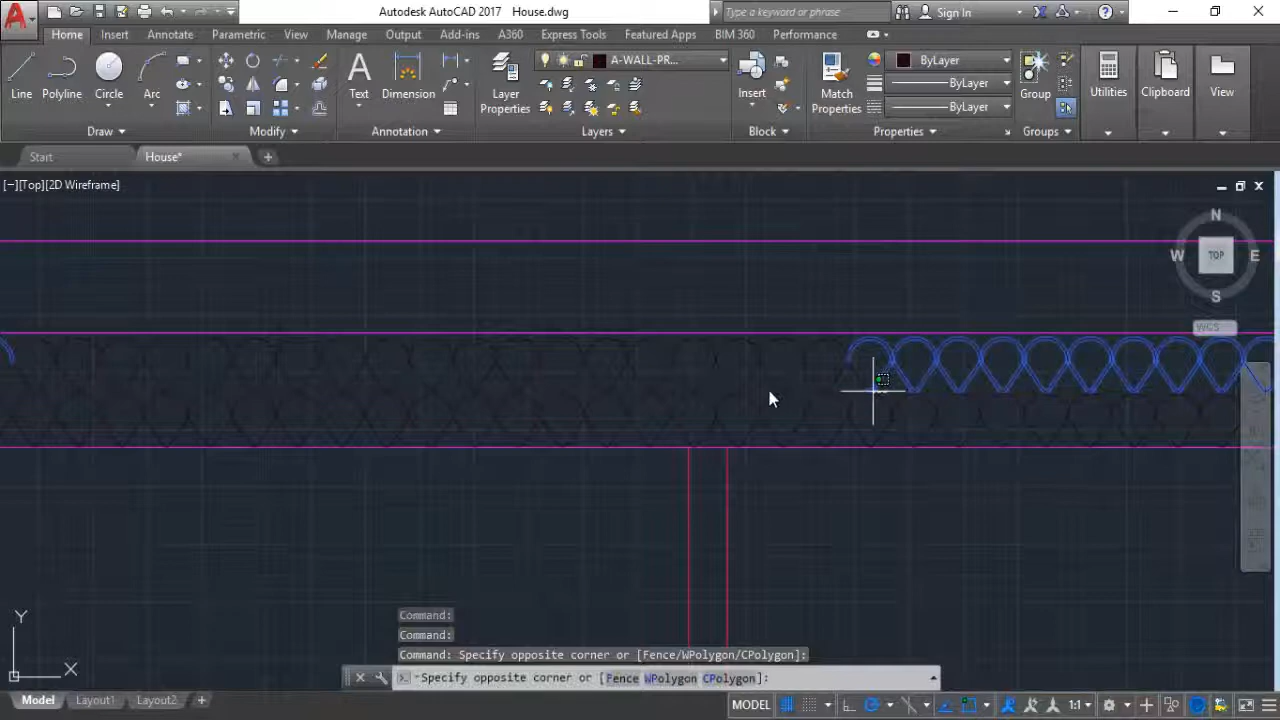 Autodesk AutoCAD 2017 House.dwg
Type a keyword or phrase
Sign In
Home Insert Annotate Parametric View Manage Output Add-ins A360 Express Tools Featured Apps BIM 360 Performance
Line Polyline Circle Arc
Text Dimension
Layer Properties
A-WALL-PR...
Insert
Match Properties
ByLayer
ByLayer
ByLayer
Group
Utilities
Clipboard
View
Draw Modify Annotation Layers Block Properties Groups
Start House*
[−][Top][2D Wireframe]
N
W TOP E
S
WCS
Command:
Command:
Command: Specify opposite corner or [Fence/WPolygon/CPolygon]:
Specify opposite corner or [Fence WPolygon CPolygon]:
Y
X
Model Layout1 Layout2
MODEL 1:1